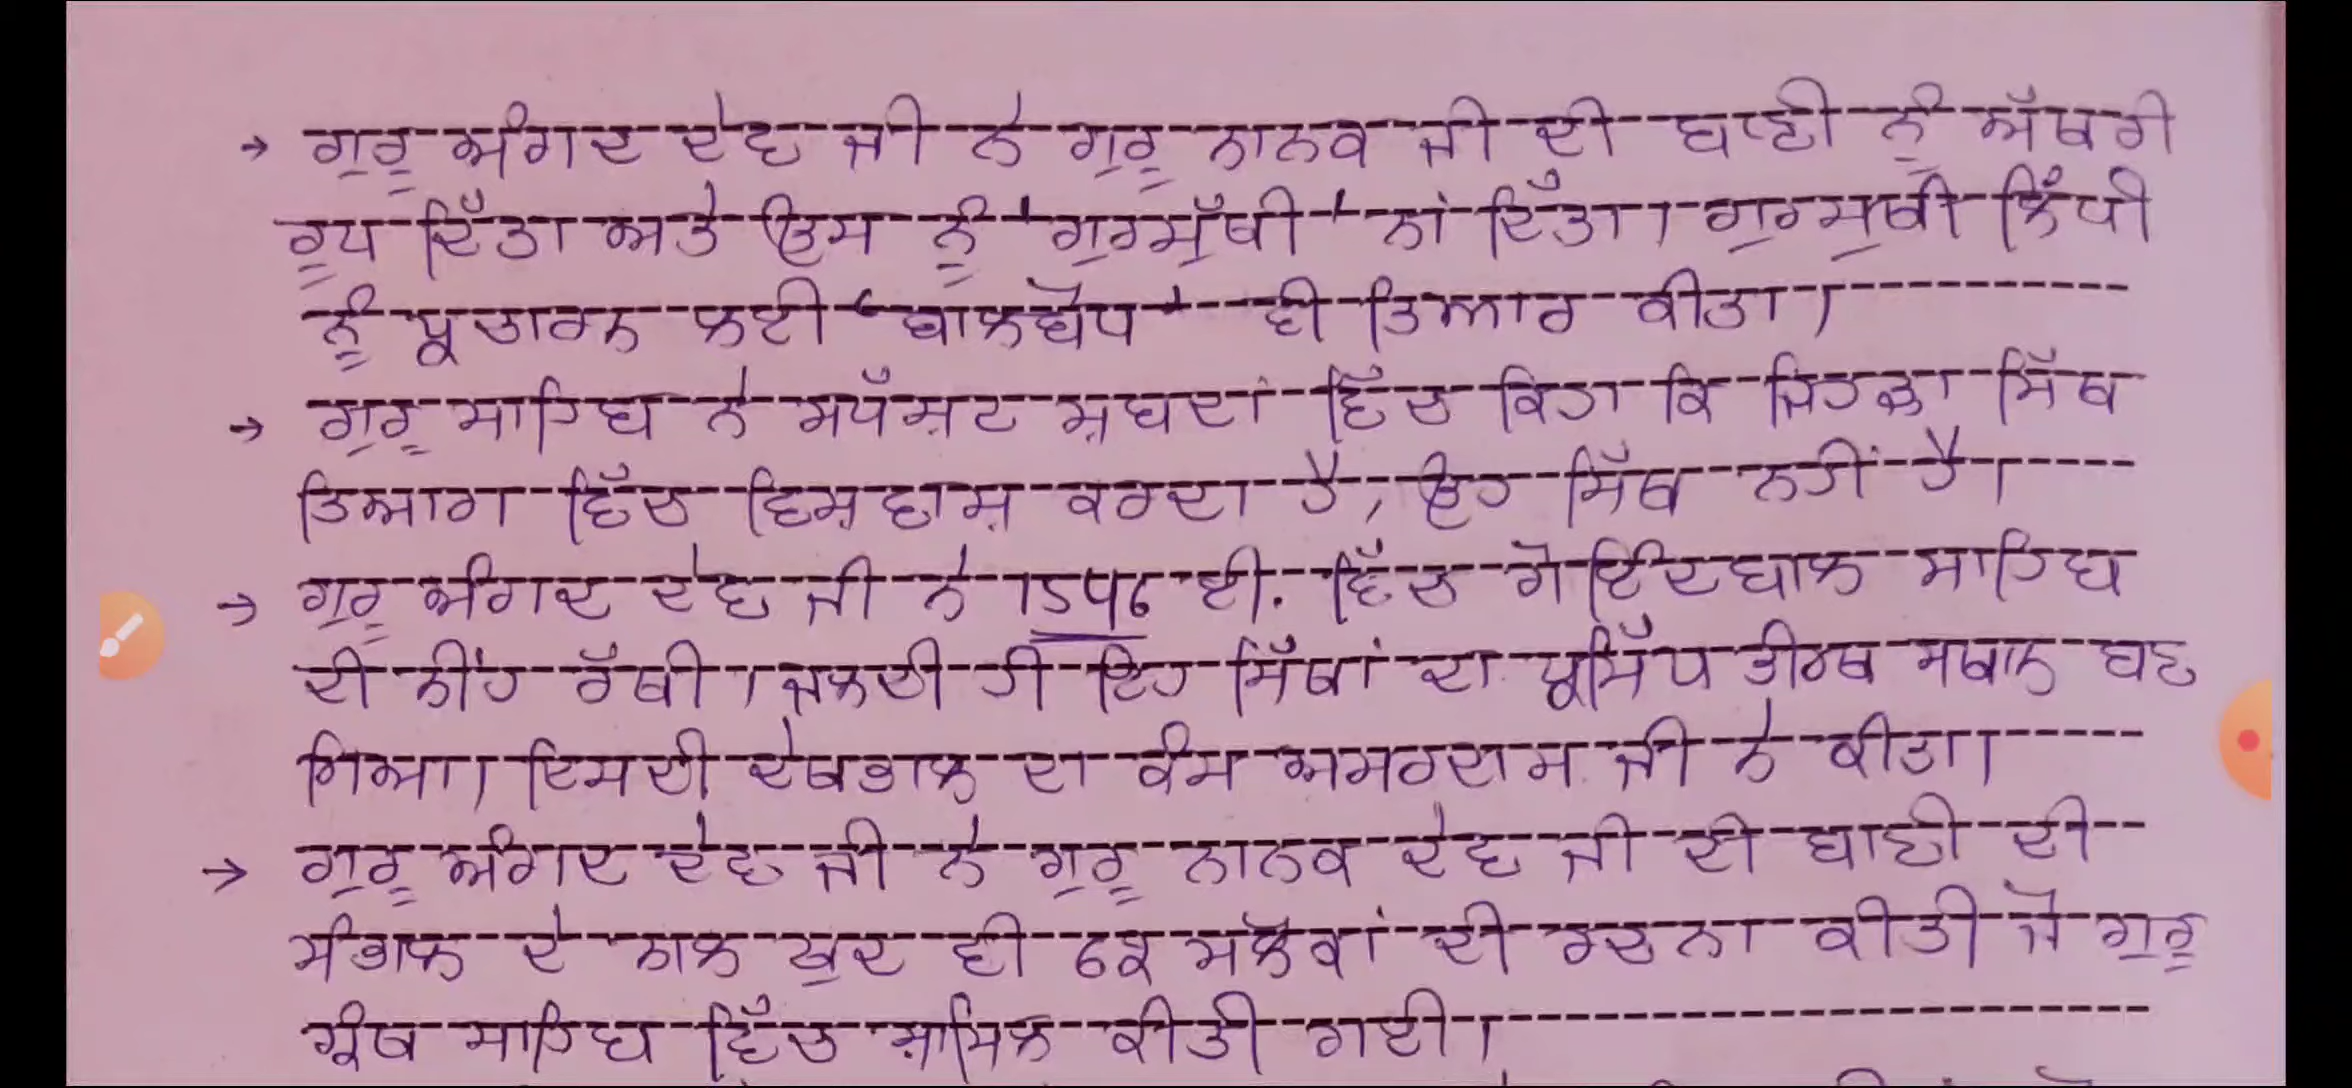 → ਗੁਰੂ ਅੰਗਦ ਦੇਵ ਜੀ ਨੇ ਗੁਰੂ ਨਾਨਕ ਜੀ ਦੀ ਬਾਣੀ ਨੂੰ ਅੱਖਰੀ
ਰੂਪ ਦਿੱਤਾ ਅਤੇ ਉਸ ਨੂੰ 'ਗੁਰਮੁੱਖੀ' ਨਾਂ ਦਿੱਤਾ। ਗੁਰਮੁਖੀ ਲਿੱਪੀ
ਨੂੰ ਪ੍ਰਚਾਰਨ ਲਈ 'ਬਾਲਬੋਧ' ਵੀ ਤਿਆਰ ਕੀਤਾ।
→ ਗੁਰੂ ਸਾਹਿਬ ਨੇ ਸਪੱਸ਼ਟ ਸ਼ਬਦਾਂ ਵਿੱਚ ਕਿਹਾ ਕਿ ਜਿਹੜਾ ਸਿੱਖ
ਤਿਆਗ ਵਿੱਚ ਵਿਸ਼ਵਾਸ਼ ਕਰਦਾ ਹੈ, ਉਹ ਸਿੱਖ ਨਹੀਂ ਹੈ।
→ ਗੁਰੂ ਅੰਗਦ ਦੇਵ ਜੀ ਨੇ 1546 ਈ. ਵਿੱਚ ਗੋਇੰਦਵਾਲ ਸਾਹਿਬ
ਦੀ ਨੀਂਹ ਰੱਖੀ। ਜਲਦੀ ਹੀ ਇਹ ਸਿੱਖਾਂ ਦਾ ਪ੍ਰਸਿੱਧ ਤੀਰਥ ਸਥਾਨ ਬਣ
ਗਿਆ। ਇਸਦੀ ਦੇਖਭਾਲ ਦਾ ਕੰਮ ਅਮਰਦਾਸ ਜੀ ਨੇ ਕੀਤਾ।
→ ਗੁਰੂ ਅੰਗਦ ਦੇਵ ਜੀ ਨੇ ਗੁਰੂ ਨਾਨਕ ਦੇਵ ਜੀ ਦੀ ਬਾਣੀ ਦੀ
ਸੰਭਾਲ ਦੇ ਨਾਲ ਖ਼ੁਦ ਵੀ ੬੨ ਸਲੋਕਾਂ ਦੀ ਰਚਨਾ ਕੀਤੀ ਜੋ ਗੁਰੂ
ਗ੍ਰੰਥ ਸਾਹਿਬ ਵਿੱਚ ਸ਼ਾਮਿਲ ਕੀਤੀ ਗਈ।